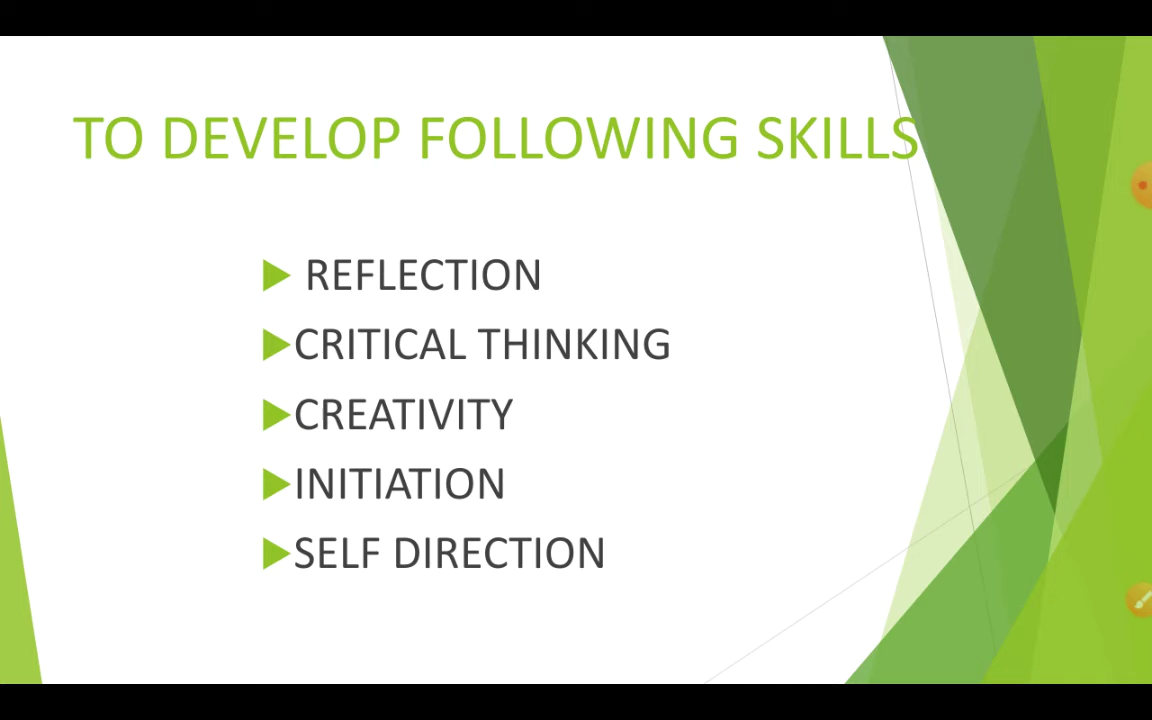 TO DEVELOP FOLLOWING SKILLS
REFLECTION
CRITICAL THINKING
CREATIVITY
INITIATION
SELF DIRECTION